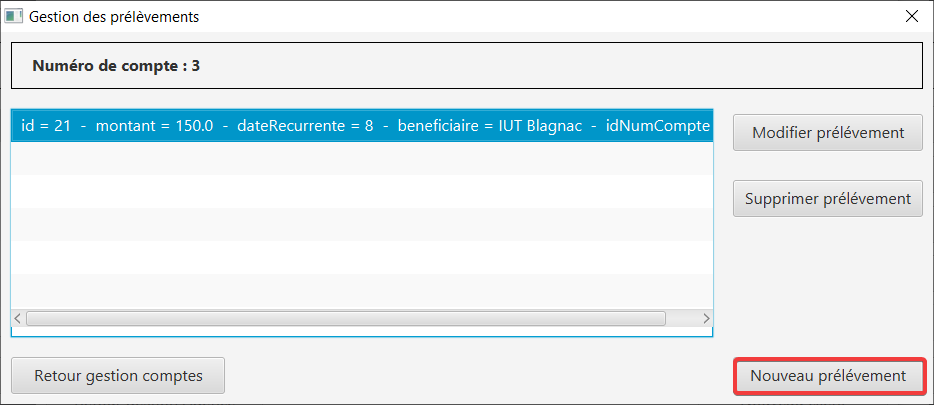 Gestion des prélèvements
Numéro de compte : 3
id = 21 - montant = 150.0 - dateRecurrente = 8 - beneficiaire = IUT Blagnac - idNumCompte
Modifier prélévement
Supprimer prélévement
Retour gestion comptes
Nouveau prélévement